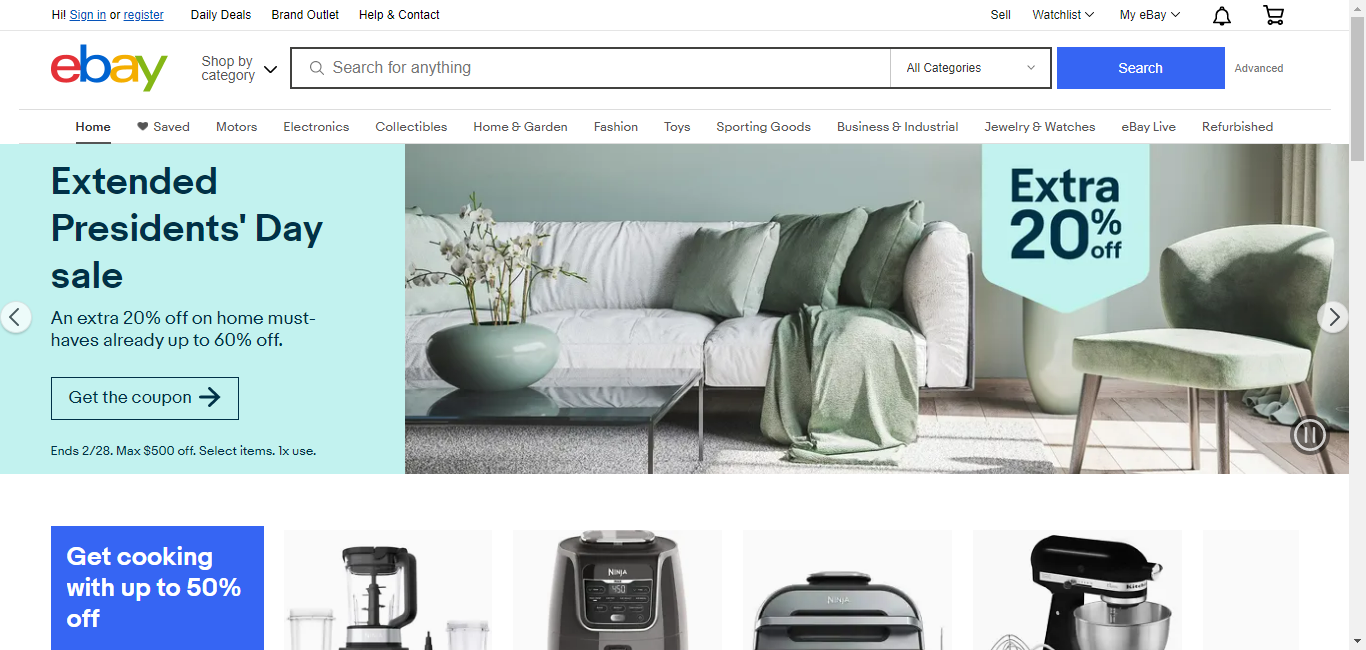 Hi! Sign in or register Daily Deals Brand Outlet Help & Contact Sell Watchlist My eBay
ebay
Shop by
category
Search for anything
All Categories
Search
Advanced
Home Saved Motors Electronics Collectibles Home & Garden Fashion Toys Sporting Goods Business & Industrial Jewelry & Watches eBay Live Refurbished
Extended
Presidents' Day
sale
An extra 20% off on home must-
haves already up to 60% off.
Get the coupon
Ends 2/28. Max $500 off. Select items. 1x use.
Extra
20%
off
Get cooking
with up to 50%
off
NINJA
NINJA
450
NINJA